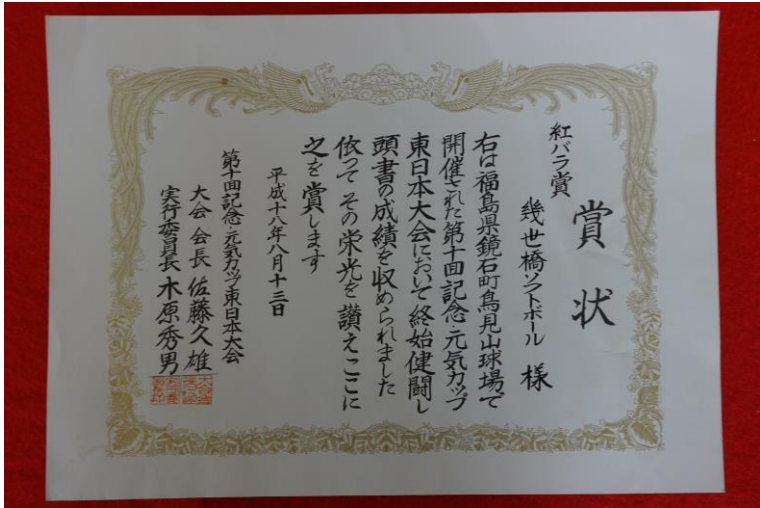 賞状
紅バラ賞
幾世橋ソフトボール 様
右は福島県鏡石町鳥見山球場で
開催された第十回記念・元気カップ
東日本大会において終始健闘し
頭書の成績を収められました
依って その栄光を讃えここに
之を賞します
平成十八年八月十三日
第十回記念・元気カップ東日本大会
大会会長 佐藤久雄
実行委員長 木原秀男